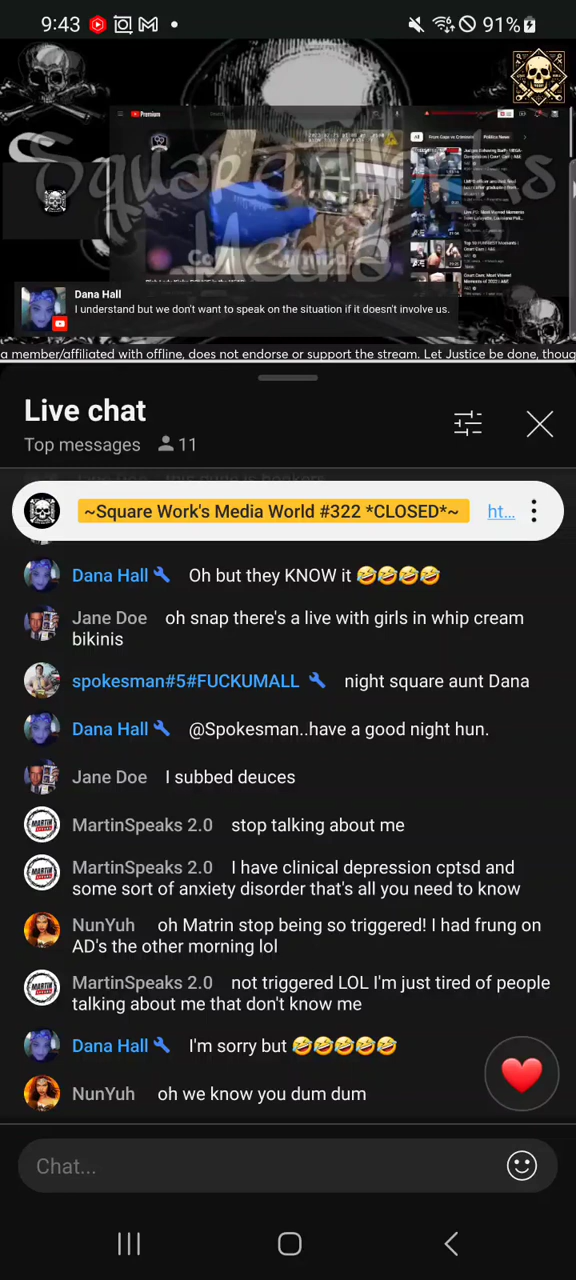 9:43
91%
Premium
Square Works
Media
Dana Hall
I understand but we don't want to speak on the situation if it doesn't involve us.
a member/affiliated with offline, does not endorse or support the stream. Let Justice be done, thoug
Live chat
Top messages 11
~Square Work's Media World #322 *CLOSED*~ ht...
Dana Hall Oh but they KNOW it 🤣🤣🤣🤣
Jane Doe oh snap there's a live with girls in whip cream
bikinis
spokesman#5#FUCKUMALL night square aunt Dana
Dana Hall @Spokesman..have a good night hun.
Jane Doe I subbed deuces
MartinSpeaks 2.0 stop talking about me
MartinSpeaks 2.0 I have clinical depression cptsd and
some sort of anxiety disorder that's all you need to know
NunYuh oh Matrin stop being so triggered! I had frung on
AD's the other morning lol
MartinSpeaks 2.0 not triggered LOL I'm just tired of people
talking about me that don't know me
Dana Hall I'm sorry but 🤣🤣🤣🤣🤣
NunYuh oh we know you dum dum
Chat...